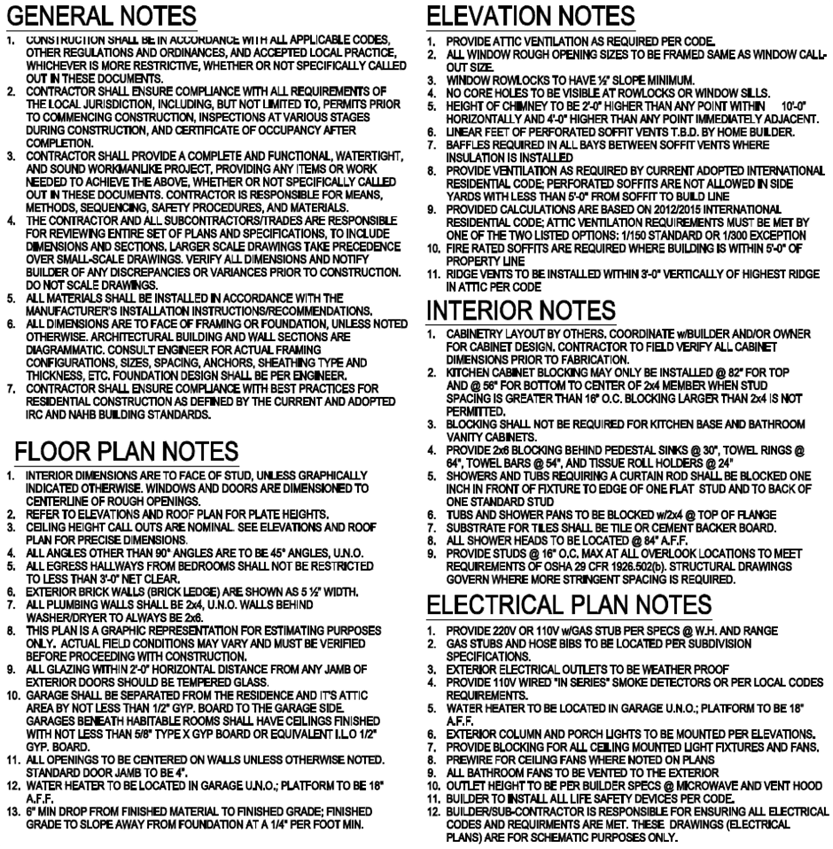 GENERAL NOTES
1. CONSTRUCTION SHALL BE IN ACCORDANCE WITH ALL APPLICABLE CODES,
OTHER REGULATIONS AND ORDINANCES, AND ACCEPTED LOCAL PRACTICE,
WHICHEVER IS MORE RESTRICTIVE, WHETHER OR NOT SPECIFICALLY CALLED
OUT IN THESE DOCUMENTS.
2. CONTRACTOR SHALL ENSURE COMPLIANCE WITH ALL REQUIREMENTS OF
THE LOCAL JURISDICTION, INCLUDING, BUT NOT LIMITED TO, PERMITS PRIOR
TO COMMENCING CONSTRUCTION, INSPECTIONS AT VARIOUS STAGES
DURING CONSTRUCTION, AND CERTIFICATE OF OCCUPANCY AFTER
COMPLETION.
3. CONTRACTOR SHALL PROVIDE A COMPLETE AND FUNCTIONAL, WATERTIGHT,
AND SOUND WORKMANLIKE PROJECT, PROVIDING ANY ITEMS OR WORK
NEEDED TO ACHIEVE THE ABOVE, WHETHER OR NOT SPECIFICALLY CALLED
OUT IN THESE DOCUMENTS. CONTRACTOR IS RESPONSIBLE FOR MEANS,
METHODS, SEQUENCING, SAFETY PROCEDURES, AND MATERIALS.
4. THE CONTRACTOR AND ALL SUBCONTRACTORS/TRADES ARE RESPONSIBLE
FOR REVIEWING ENTIRE SET OF PLANS AND SPECIFICATIONS, TO INCLUDE
DIMENSIONS AND SECTIONS. LARGER SCALE DRAWINGS TAKE PRECEDENCE
OVER SMALL-SCALE DRAWINGS. VERIFY ALL DIMENSIONS AND NOTIFY
BUILDER OF ANY DISCREPANCIES OR VARIANCES PRIOR TO CONSTRUCTION.
DO NOT SCALE DRAWINGS.
5. ALL MATERIALS SHALL BE INSTALLED IN ACCORDANCE WITH THE
MANUFACTURER'S INSTALLATION INSTRUCTIONS/RECOMMENDATIONS.
6. ALL DIMENSIONS ARE TO FACE OF FRAMING OR FOUNDATION, UNLESS NOTED
OTHERWISE. ARCHITECTURAL BUILDING AND WALL SECTIONS ARE
DIAGRAMMATIC. CONSULT ENGINEER FOR ACTUAL FRAMING
CONFIGURATIONS, SIZES, SPACING, ANCHORS, SHEATHING TYPE AND
THICKNESS, ETC. FOUNDATION DESIGN SHALL BE PER ENGINEER.
7. CONTRACTOR SHALL ENSURE COMPLIANCE WITH BEST PRACTICES FOR
RESIDENTIAL CONSTRUCTION AS DEFINED BY THE CURRENT AND ADOPTED
IRC AND NAHB BUILDING STANDARDS.
FLOOR PLAN NOTES
1. INTERIOR DIMENSIONS ARE TO FACE OF STUD, UNLESS GRAPHICALLY
INDICATED OTHERWISE. WINDOWS AND DOORS ARE DIMENSIONED TO
CENTERLINE OF ROUGH OPENINGS.
2. REFER TO ELEVATIONS AND ROOF PLAN FOR PLATE HEIGHTS.
3. CEILING HEIGHT CALL OUTS ARE NOMINAL. SEE ELEVATIONS AND ROOF
PLAN FOR PRECISE DIMENSIONS.
4. ALL ANGLES OTHER THAN 90° ANGLES ARE TO BE 45° ANGLES, U.N.O.
5. ALL EGRESS HALLWAYS FROM BEDROOMS SHALL NOT BE RESTRICTED
TO LESS THAN 3'-0" NET CLEAR.
6. EXTERIOR BRICK WALLS (BRICK LEDGE) ARE SHOWN AS 5 ½" WIDTH.
7. ALL PLUMBING WALLS SHALL BE 2x4, U.N.O. WALLS BEHIND
WASHER/DRYER TO ALWAYS BE 2x6.
8. THIS PLAN IS A GRAPHIC REPRESENTATION FOR ESTIMATING PURPOSES
ONLY. ACTUAL FIELD CONDITIONS MAY VARY AND MUST BE VERIFIED
BEFORE PROCEEDING WITH CONSTRUCTION.
9. ALL GLAZING WITHIN 2'-0" HORIZONTAL DISTANCE FROM ANY JAMB OF
EXTERIOR DOORS SHOULD BE TEMPERED GLASS.
10. GARAGE SHALL BE SEPARATED FROM THE RESIDENCE AND IT'S ATTIC
AREA BY NOT LESS THAN 1/2" GYP. BOARD TO THE GARAGE SIDE.
GARAGES BENEATH HABITABLE ROOMS SHALL HAVE CEILINGS FINISHED
WITH NOT LESS THAN 5/8" TYPE X GYP BOARD OR EQUIVALENT I.L.O 1/2"
GYP. BOARD.
11. ALL OPENINGS TO BE CENTERED ON WALLS UNLESS OTHERWISE NOTED.
STANDARD DOOR JAMB TO BE 4".
12. WATER HEATER TO BE LOCATED IN GARAGE U.N.O.; PLATFORM TO BE 18"
A.F.F.
13. 6" MIN DROP FROM FINISHED MATERIAL TO FINISHED GRADE; FINISHED
GRADE TO SLOPE AWAY FROM FOUNDATION AT A 1/4" PER FOOT MIN.
ELEVATION NOTES
1. PROVIDE ATTIC VENTILATION AS REQUIRED PER CODE.
2. ALL WINDOW ROUGH OPENING SIZES TO BE FRAMED SAME AS WINDOW CALL-
OUT SIZE.
3. WINDOW ROWLOCKS TO HAVE ½" SLOPE MINIMUM.
4. NO CORE HOLES TO BE VISIBLE AT ROWLOCKS OR WINDOW SILLS.
5. HEIGHT OF CHIMNEY TO BE 2'-0" HIGHER THAN ANY POINT WITHIN 10'-0"
HORIZONTALLY AND 4'-0" HIGHER THAN ANY POINT IMMEDIATELY ADJACENT.
6. LINEAR FEET OF PERFORATED SOFFIT VENTS T.B.D. BY HOME BUILDER.
7. BAFFLES REQUIRED IN ALL BAYS BETWEEN SOFFIT VENTS WHERE
INSULATION IS INSTALLED
8. PROVIDE VENTILATION AS REQUIRED BY CURRENT ADOPTED INTERNATIONAL
RESIDENTIAL CODE; PERFORATED SOFFITS ARE NOT ALLOWED IN SIDE
YARDS WITH LESS THAN 5'-0" FROM SOFFIT TO BUILD LINE
9. PROVIDED CALCULATIONS ARE BASED ON 2012/2015 INTERNATIONAL
RESIDENTIAL CODE; ATTIC VENTILATION REQUIREMENTS MUST BE MET BY
ONE OF THE TWO LISTED OPTIONS: 1/150 STANDARD OR 1/300 EXCEPTION
10. FIRE RATED SOFFITS ARE REQUIRED WHERE BUILDING IS WITHIN 5'-0" OF
PROPERTY LINE
11. RIDGE VENTS TO BE INSTALLED WITHIN 3'-0" VERTICALLY OF HIGHEST RIDGE
IN ATTIC PER CODE
INTERIOR NOTES
1. CABINETRY LAYOUT BY OTHERS. COORDINATE w/BUILDER AND/OR OWNER
FOR CABINET DESIGN. CONTRACTOR TO FIELD VERIFY ALL CABINET
DIMENSIONS PRIOR TO FABRICATION.
2. KITCHEN CABINET BLOCKING MAY ONLY BE INSTALLED @ 82" FOR TOP
AND @ 56" FOR BOTTOM TO CENTER OF 2x4 MEMBER WHEN STUD
SPACING IS GREATER THAN 16" O.C. BLOCKING LARGER THAN 2x4 IS NOT
PERMITTED.
3. BLOCKING SHALL NOT BE REQUIRED FOR KITCHEN BASE AND BATHROOM
VANITY CABINETS.
4. PROVIDE 2x6 BLOCKING BEHIND PEDESTAL SINKS @ 30", TOWEL RINGS @
64", TOWEL BARS @ 54", AND TISSUE ROLL HOLDERS @ 24"
5. SHOWERS AND TUBS REQUIRING A CURTAIN ROD SHALL BE BLOCKED ONE
INCH IN FRONT OF FIXTURE TO EDGE OF ONE FLAT STUD AND TO BACK OF
ONE STANDARD STUD
6. TUBS AND SHOWER PANS TO BE BLOCKED w/2x4 @ TOP OF FLANGE
7. SUBSTRATE FOR TILES SHALL BE TILE OR CEMENT BACKER BOARD.
8. ALL SHOWER HEADS TO BE LOCATED @ 84" A.F.F.
9. PROVIDE STUDS @ 16" O.C. MAX AT ALL OVERLOOK LOCATIONS TO MEET
REQUIREMENTS OF OSHA 29 CFR 1926.502(b). STRUCTURAL DRAWINGS
GOVERN WHERE MORE STRINGENT SPACING IS REQUIRED.
ELECTRICAL PLAN NOTES
1. PROVIDE 220V OR 110V w/GAS STUB PER SPECS @ W.H. AND RANGE
2. GAS STUBS AND HOSE BIBS TO BE LOCATED PER SUBDIVISION
SPECIFICATIONS.
3. EXTERIOR ELECTRICAL OUTLETS TO BE WEATHER PROOF
4. PROVIDE 110V WIRED "IN SERIES" SMOKE DETECTORS OR PER LOCAL CODES
REQUIREMENTS.
5. WATER HEATER TO BE LOCATED IN GARAGE U.N.O.; PLATFORM TO BE 18"
A.F.F.
6. EXTERIOR COLUMN AND PORCH LIGHTS TO BE MOUNTED PER ELEVATIONS.
7. PROVIDE BLOCKING FOR ALL CEILING MOUNTED LIGHT FIXTURES AND FANS.
8. PREWIRE FOR CEILING FANS WHERE NOTED ON PLANS
9. ALL BATHROOM FANS TO BE VENTED TO THE EXTERIOR
10. OUTLET HEIGHT TO BE PER BUILDER SPECS @ MICROWAVE AND VENT HOOD
11. BUILDER TO INSTALL ALL LIFE SAFETY DEVICES PER CODE.
12. BUILDER/SUB-CONTRACTOR IS RESPONSIBLE FOR ENSURING ALL ELECTRICAL
CODES AND REQUIRMENTS ARE MET. THESE DRAWINGS (ELECTRICAL
PLANS) ARE FOR SCHEMATIC PURPOSES ONLY.